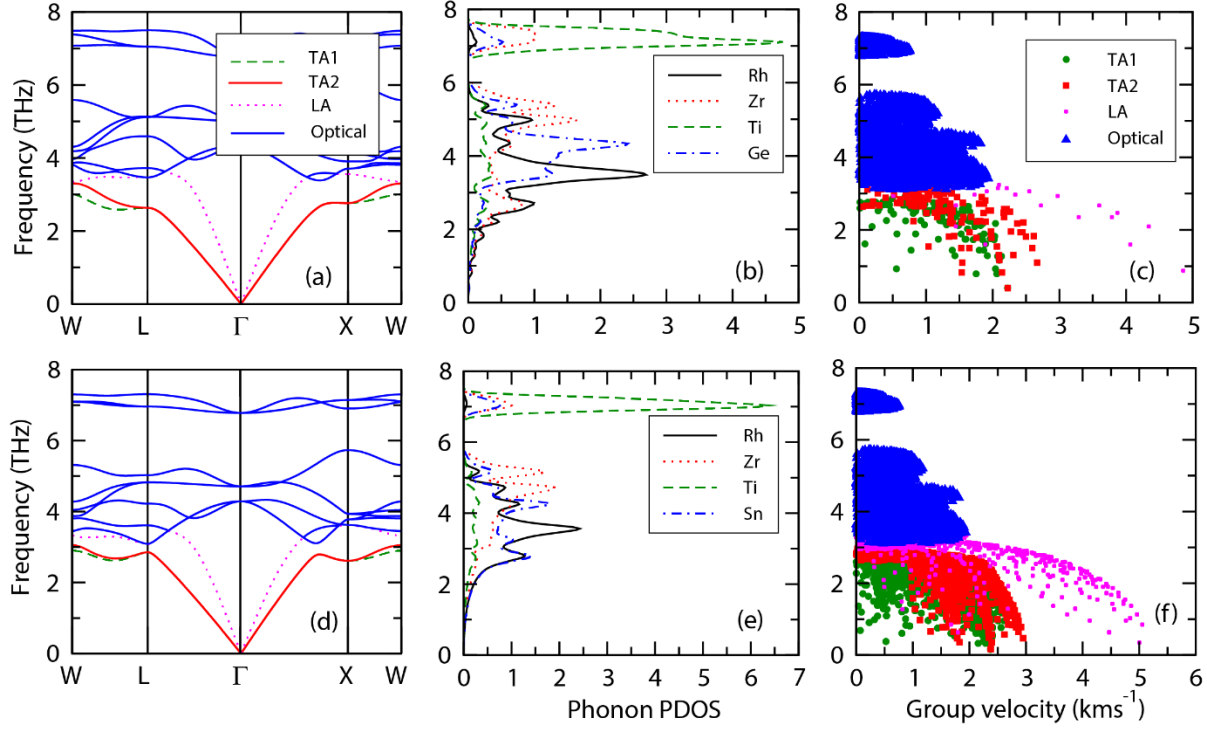 8
6
4
2
0
Frequency (THz)
TA1
TA2
LA
Optical
(a)
W L Γ X W
8
6
4
2
0
Rh
Zr
Ti
Ge
(b)
0 1 2 3 4 5
8
6
4
2
0
TA1
TA2
LA
Optical
(c)
0 1 2 3 4 5
8
6
4
2
0
Frequency (THz)
(d)
W L Γ X W
8
6
4
2
0
Rh
Zr
Ti
Sn
(e)
0 1 2 3 4 5 6 7
Phonon PDOS
8
6
4
2
0
TA1
TA2
LA
Optical
(f)
0 1 2 3 4 5 6
Group velocity (kms⁻¹)